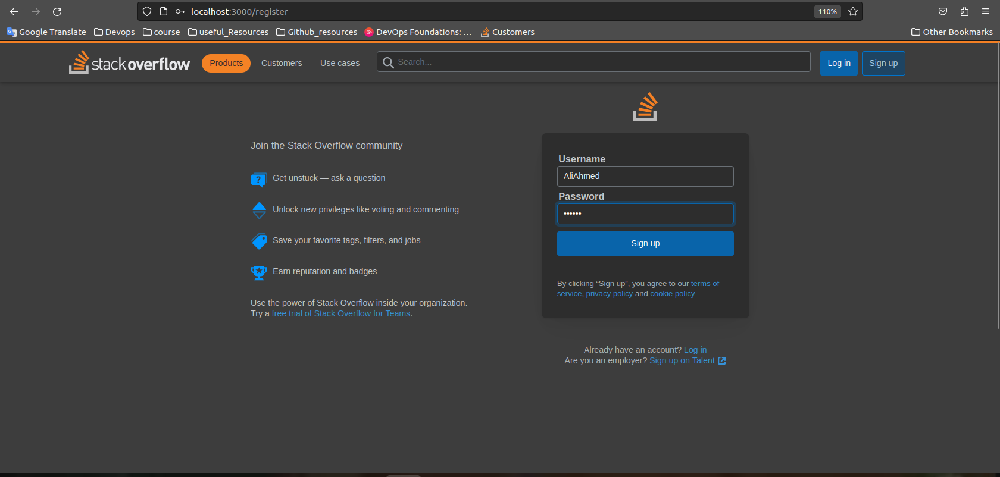 localhost:3000/register
110%
Google Translate
Devops
course
useful_Resources
Github_resources
DevOps Foundations: ...
Customers
Other Bookmarks
stackoverflow
Products
Customers
Use cases
Search...
Log in
Sign up
Join the Stack Overflow community
Get unstuck — ask a question
Unlock new privileges like voting and commenting
Save your favorite tags, filters, and jobs
Earn reputation and badges
Use the power of Stack Overflow inside your organization.
Try a free trial of Stack Overflow for Teams.
Username
AliAhmed
Password
••••••
Sign up
By clicking “Sign up”, you agree to our terms of
service, privacy policy and cookie policy
Already have an account? Log in
Are you an employer? Sign up on Talent